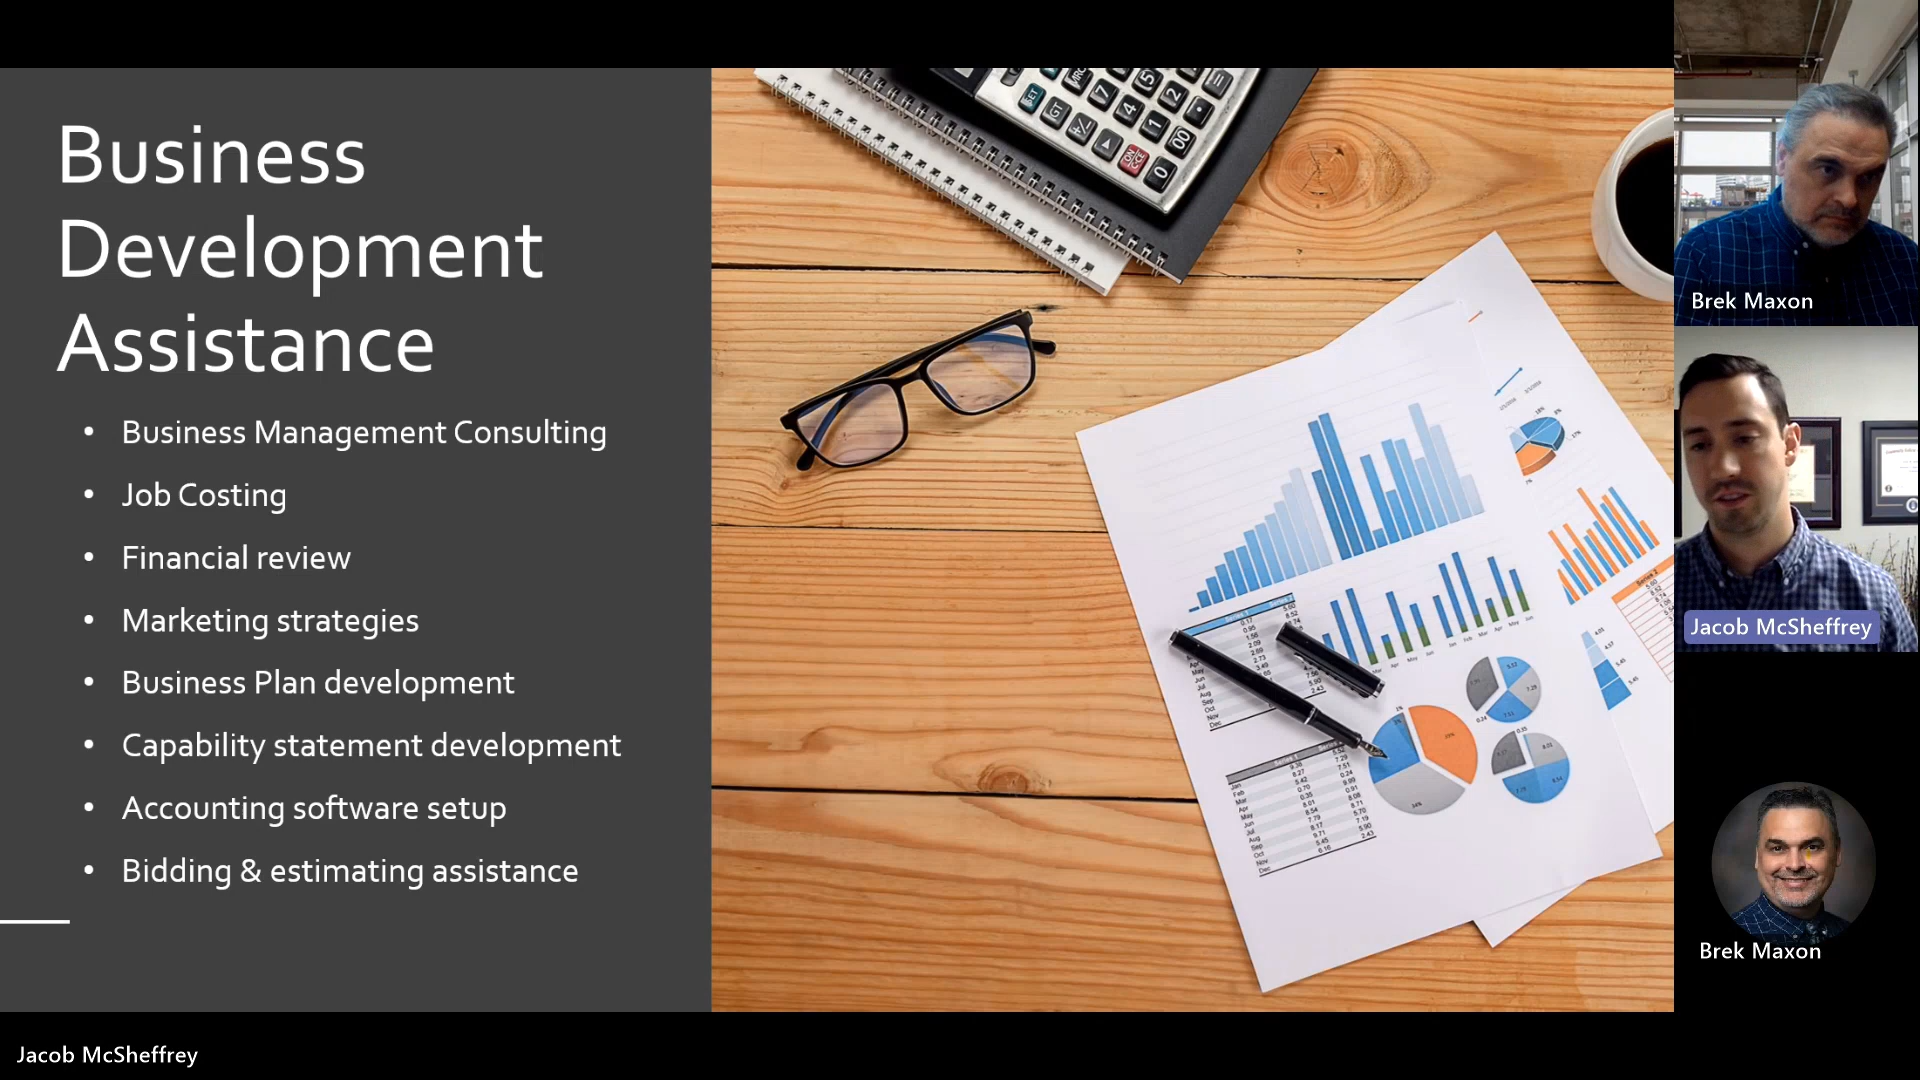 Business
Development
Assistance
• Business Management Consulting
• Job Costing
• Financial review
• Marketing strategies
• Business Plan development
• Capability statement development
• Accounting software setup
• Bidding & estimating assistance
Brek Maxon
Jacob McSheffrey
Brek Maxon
Jacob McSheffrey